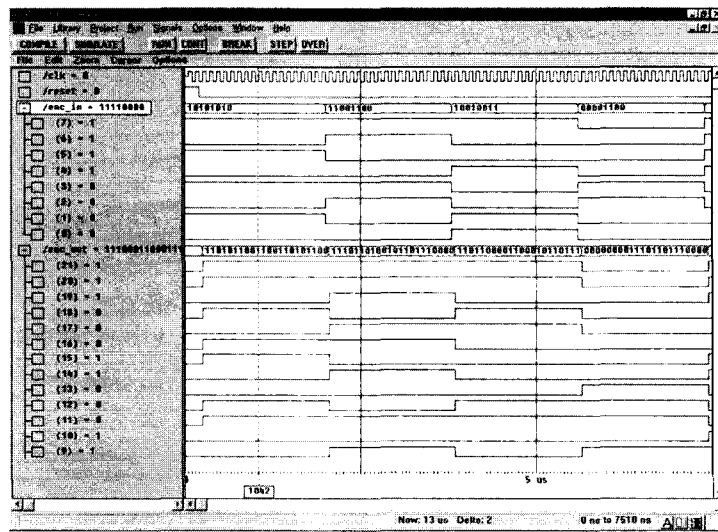 File Library Project Run Signals Options Window Help
COMPILE SIMULATE RUN CONT BREAK STEP OVER
File Edit Zoom Cursor Options
/clk = 0
/reset = 0
/enc_in = 11110000 10101010 11001100 10010011 00001100
(7) = 1
(6) = 1
(5) = 1
(4) = 1
(3) = 0
(2) = 0
(1) = 0
(0) = 0
(21) = 1
(20) = 1
(19) = 1
(18) = 0
(17) = 0
(16) = 0
(15) = 1
(14) = 1
(13) = 0
(12) = 0
(11) = 0
(10) = 1
(9) = 1
5 us
1842
Now: 13 us Delta: 2 0 ns to 7510 ns